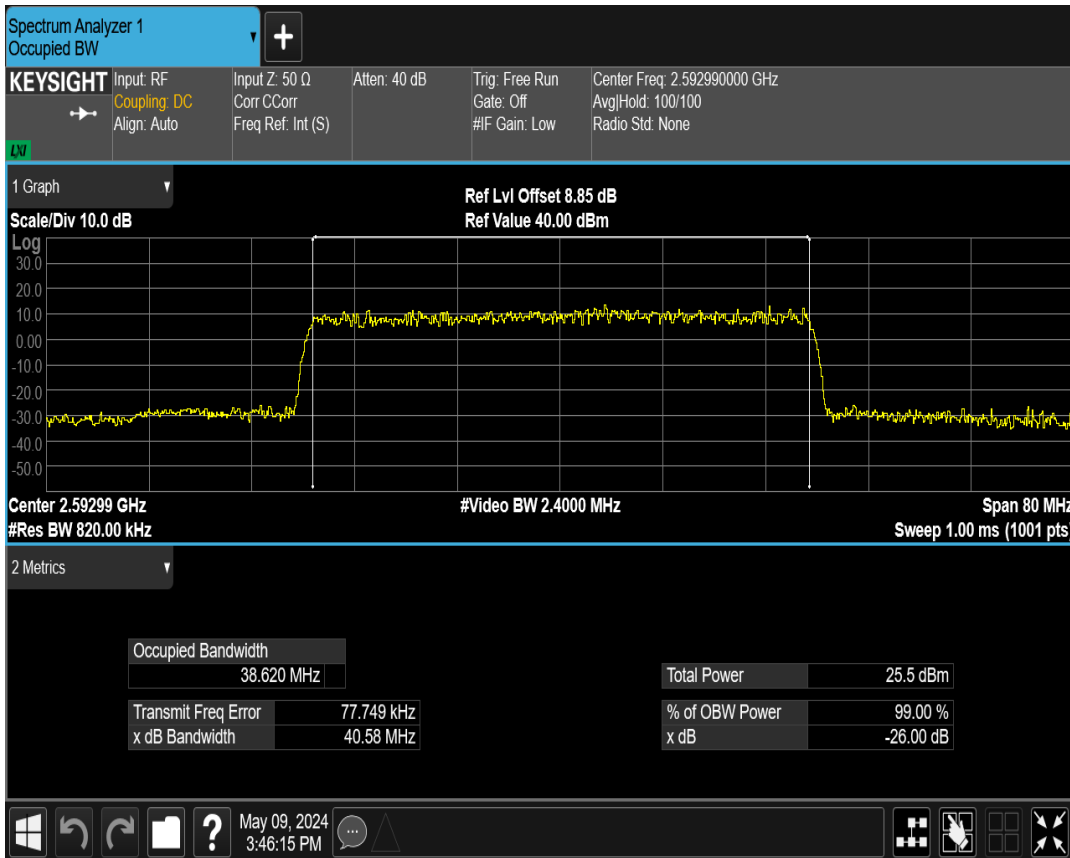 Spectrum Analyzer 1
Occupied BW
+
KEYSIGHT
LXI
Input: RF
Coupling: DC
Align: Auto
Input Z: 50 Ω
Corr CCorr
Freq Ref: Int (S)
Atten: 40 dB
Trig: Free Run
Gate: Off
#IF Gain: Low
Center Freq: 2.592990000 GHz
Avg|Hold: 100/100
Radio Std: None
1 Graph
Scale/Div 10.0 dB
Ref Lvl Offset 8.85 dB
Ref Value 40.00 dBm
Log
30.0
20.0
10.0
0.00
-10.0
-20.0
-30.0
-40.0
-50.0
Center 2.59299 GHz
#Video BW 2.4000 MHz
Span 80 MHz
#Res BW 820.00 kHz
Sweep 1.00 ms (1001 pts)
2 Metrics
Occupied Bandwidth
38.620 MHz
Total Power 25.5 dBm
Transmit Freq Error 77.749 kHz
% of OBW Power 99.00 %
x dB Bandwidth 40.58 MHz
x dB -26.00 dB
?
May 09, 2024
3:46:15 PM